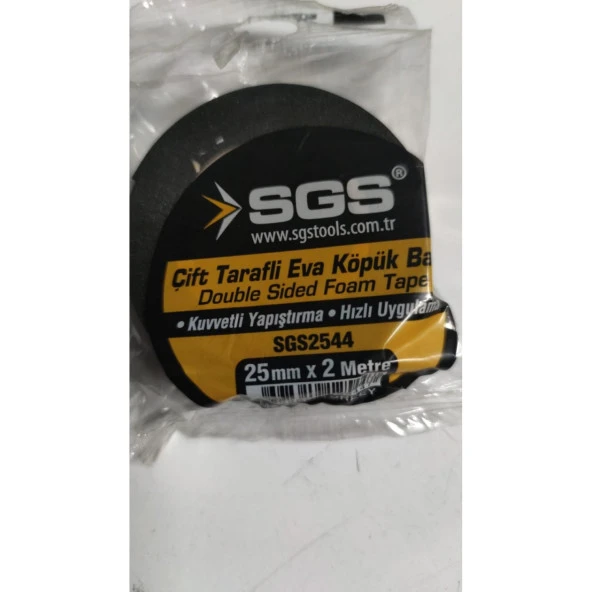 SGS®
www.sgstools.com.tr
Çift Tarafli Eva Köpük Ba
Double Sided Foam Tape
• Kuvvetli Yapıştırma • Hızlı Uygulama
SGS2544
25mm x 2 Metre